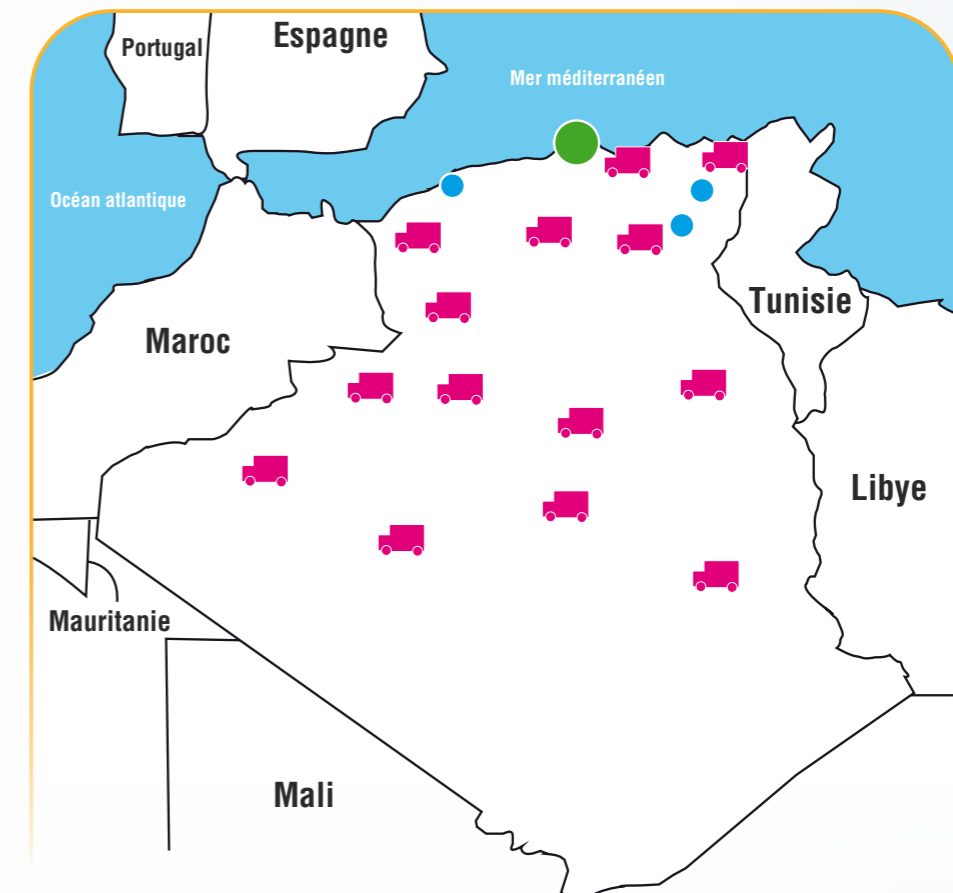 Portugal
Espagne
Mer méditerranéen
Océan atlantique
Tunisie
Maroc
Libye
Mauritanie
Mali